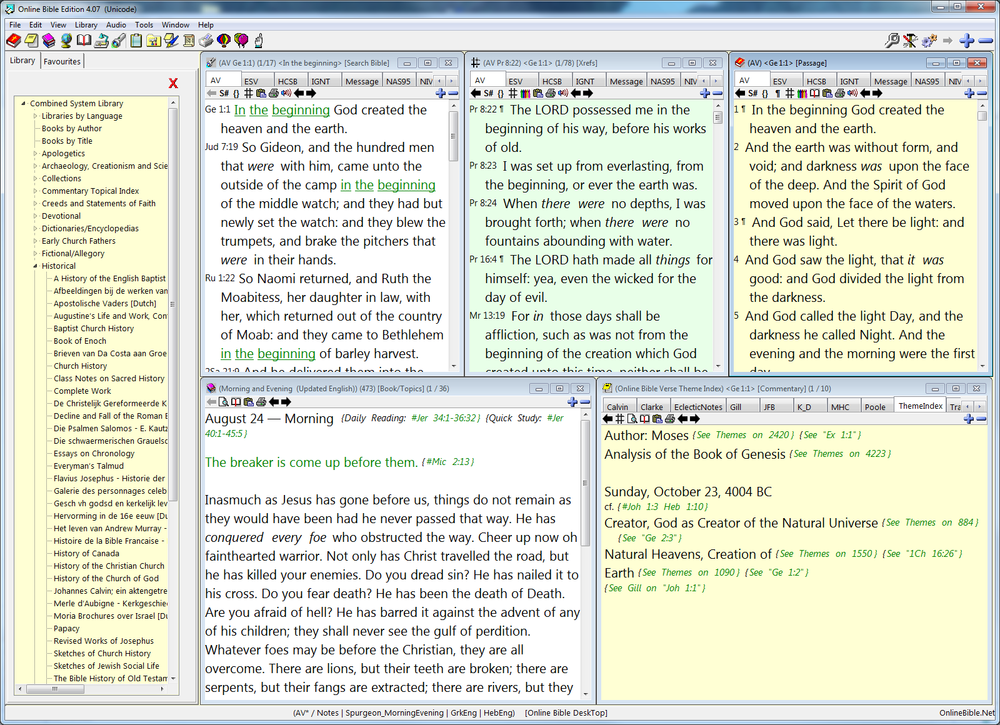 Online Bible Edition 4.07 (Unicode)
File Edit View Library Audio Tools Window Help
Library Favourites
Combined System Library
Libraries by Language
Books by Author
Books by Title
Apologetics
Archaeology, Creationism and Scie
Collections
Commentary Topical Index
Creeds and Statements of Faith
Devotional
Dictionaries/Encyclopedias
Early Church Fathers
Fictional/Allegory
Historical
A History of the English Baptist
Afbeeldingen bij de werken van
Apostolische Vaders [Dutch]
Augustine's Life and Work, Con
Baptist Church History
Book of Enoch
Brieven van Da Costa aan Groe
Church History
Class Notes on Sacred History
Complete Work
De Christelijk Gereformeerde K
Decline and Fall of the Roman E
Die Psalmen Salomos - E. Kautz
Die schwaermerischen Grauelsc
Essays on Chronology
Everyman's Talmud
Flavius Josephus - Historie der
Galerie des personnages celeb
Gesch vh godsd en kerkelijk lev
Hervorming in de 16e eeuw [Du
Het leven van Andrew Murray -
Histoire de la Bible Francaise -
History of Canada
History of the Christian Church
History of the Church of God
Johannes Calvin; ein aktengetre
Merle d'Aubigne - Kerkgeschie
Moria Brochures over Israel [Du
Papacy
Revised Works of Josephus
Sketches of Church History
Sketches of Jewish Social Life
The Bible History of Old Testam
(AV Ge 1:1) (1/17) <In the beginning> [Search Bible]
AV ESV HCSB IGNT Message NAS95 NIV
S# {}
Ge 1:1 In the beginning God created the
heaven and the earth.
Jud 7:19 So Gideon, and the hundred men
that were with him, came unto the
outside of the camp in the beginning
of the middle watch; and they had but
newly set the watch: and they blew the
trumpets, and brake the pitchers that
were in their hands.
Ru 1:22 So Naomi returned, and Ruth the
Moabitess, her daughter in law, with
her, which returned out of the country
of Moab: and they came to Bethlehem
in the beginning of barley harvest.
2Sa 21:9 And he delivered them into the
(AV Pr 8:22) <Ge 1:1> (1/78) [Xrefs]
AV ESV HCSB IGNT Message NAS95 NIV
S# {}
Pr 8:22 ¶ The LORD possessed me in the
beginning of his way, before his works
of old.
Pr 8:23 I was set up from everlasting, from
the beginning, or ever the earth was.
Pr 8:24 When there were no depths, I was
brought forth; when there were no
fountains abounding with water.
Pr 16:4 ¶ The LORD hath made all things for
himself: yea, even the wicked for the
day of evil.
Mr 13:19 For in those days shall be
affliction, such as was not from the
beginning of the creation which God
created unto this time, neither shall be
(AV) <Ge 1:1> [Passage]
AV ESV HCSB IGNT Message NAS95 NIV
S# {} ¶
1 ¶ In the beginning God created the
heaven and the earth.
2 And the earth was without form, and
void; and darkness was upon the face
of the deep. And the Spirit of God
moved upon the face of the waters.
3 ¶ And God said, Let there be light: and
there was light.
4 And God saw the light, that it was
good: and God divided the light from
the darkness.
5 And God called the light Day, and the
darkness he called Night. And the
evening and the morning were the first
day.
(Morning and Evening (Updated English)) (473) [Book/Topics] (1 / 36)
August 24 — Morning {Daily Reading: #Jer 34:1-36:32} {Quick Study: #Jer
40:1-45:5}
The breaker is come up before them. {#Mic 2:13}
Inasmuch as Jesus has gone before us, things do not remain as
they would have been had he never passed that way. He has
conquered every foe who obstructed the way. Cheer up now oh
fainthearted warrior. Not only has Christ travelled the road, but
he has killed your enemies. Do you dread sin? He has nailed it to
his cross. Do you fear death? He has been the death of Death.
Are you afraid of hell? He has barred it against the advent of any
of his children; they shall never see the gulf of perdition.
Whatever foes may be before the Christian, they are all
overcome. There are lions, but their teeth are broken; there are
serpents, but their fangs are extracted; there are rivers, but they
(Online Bible Verse Theme Index) <Ge 1:1> [Commentary] (1 / 10)
Calvin Clarke EclecticNotes Gill JFB K_D MHC Poole ThemeIndex Tra
Author: Moses {See Themes on 2420} {See "Ex 1:1"}
Analysis of the Book of Genesis {See Themes on 4223}
Sunday, October 23, 4004 BC
cf. {#Joh 1:3 Heb 1:10}
Creator, God as Creator of the Natural Universe {See Themes on 884}
{See "Ge 2:3"}
Natural Heavens, Creation of {See Themes on 1550} {See "1Ch 16:26"}
Earth {See Themes on 1090} {See "Ge 1:2"}
{See Gill on "Joh 1:1"}
(AV* / Notes | Spurgeon_MorningEvening | GrkEng | HebEng) [Online Bible DeskTop]
OnlineBible.Net